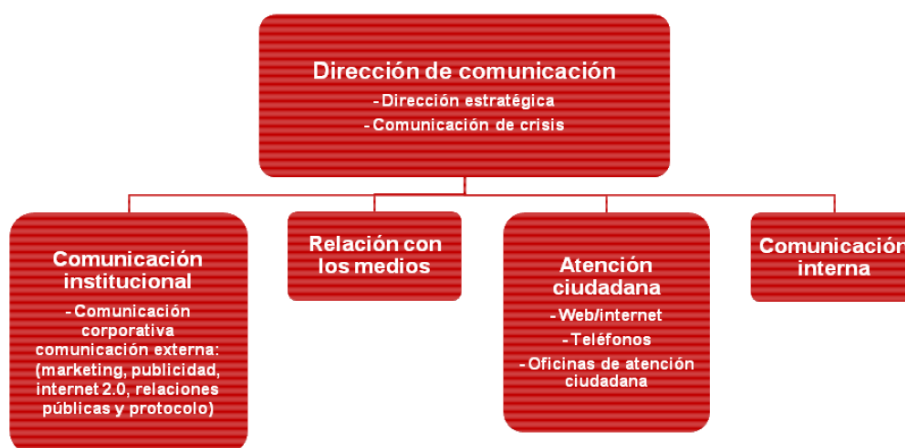 Dirección de comunicación
- Dirección estratégica
- Comunicación de crisis
Comunicación
institucional
- Comunicación
corporativa
comunicación externa:
(marketing, publicidad,
internet 2.0, relaciones
públicas y protocolo)
Relación con
los medios
Atención
ciudadana
- Web/internet
- Teléfonos
- Oficinas de atención
ciudadana
Comunicación
interna